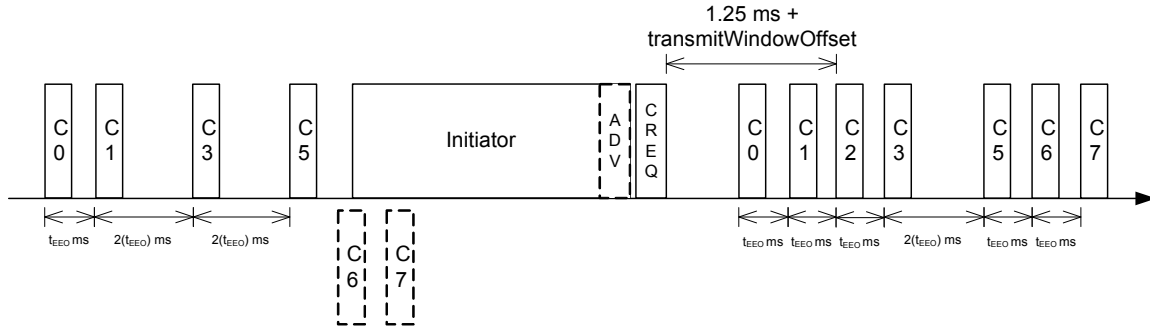 1.25 ms +
transmitWindowOffset
C
0
C
1
C
3
C
5
Initiator
A
D
V
C
R
E
Q
C
0
C
1
C
2
C
3
C
5
C
6
C
7
tEEO ms
2(tEEO) ms
2(tEEO) ms
tEEO ms
tEEO ms
tEEO ms
2(tEEO) ms
tEEO ms
tEEO ms
C
6
C
7